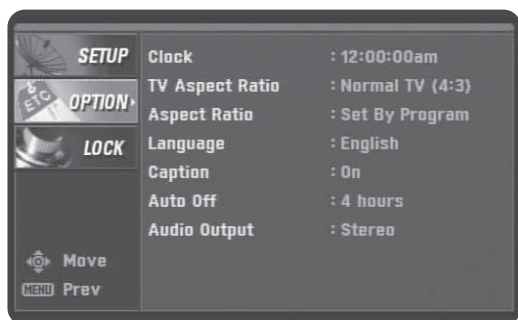 SETUP
ETC OPTION
LOCK
Move
MENU Prev
Clock : 12:00:00am
TV Aspect Ratio : Normal TV (4:3)
Aspect Ratio : Set By Program
Language : English
Caption : On
Auto Off : 4 hours
Audio Output : Stereo